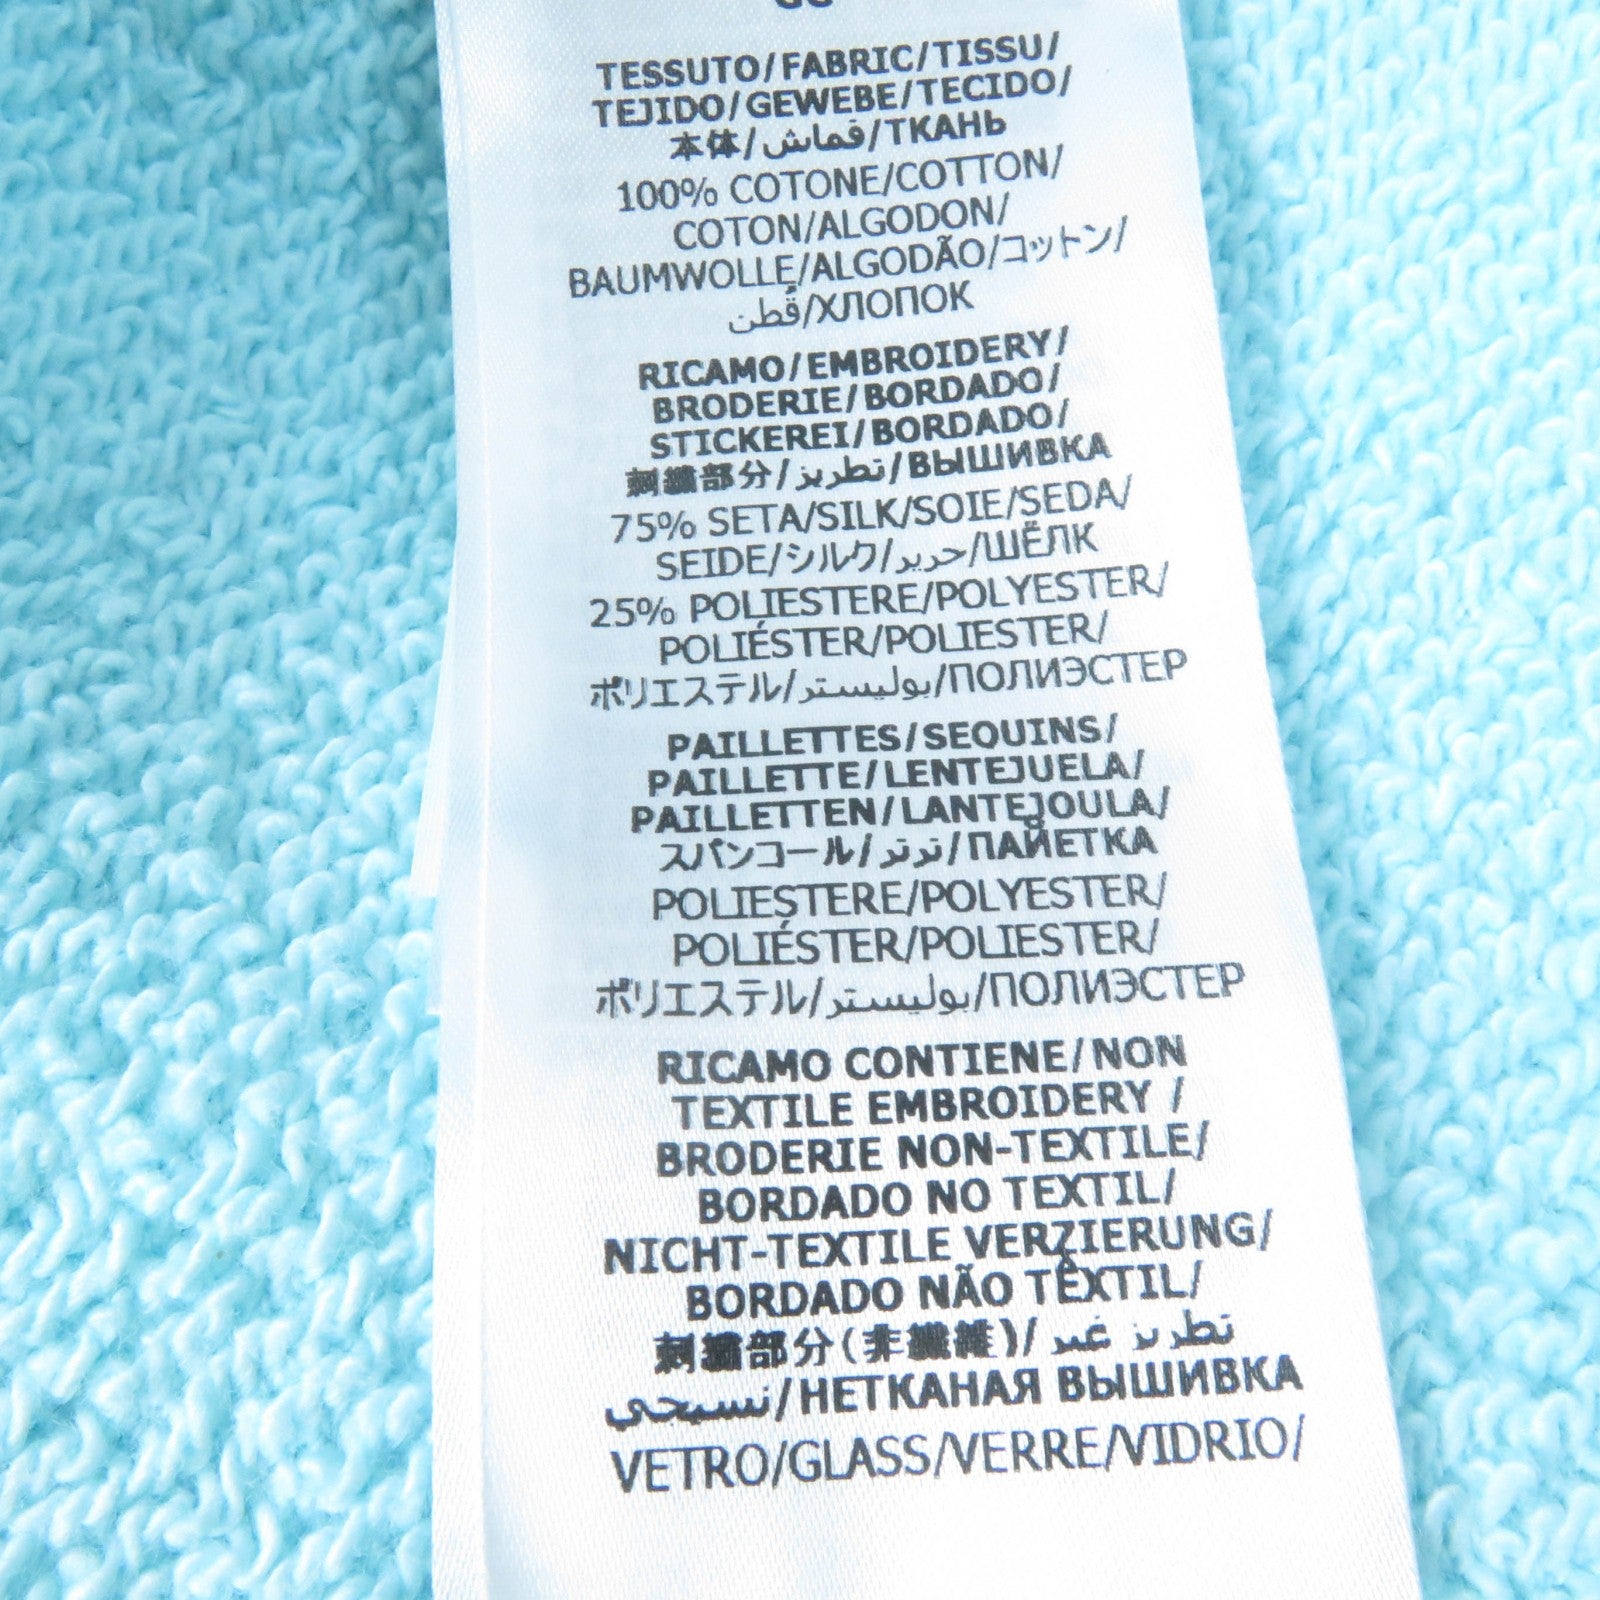 TESSUTO/FABRIC/TISSU/
TEJIDO/GEWEBE/TECIDO/
本体/قماش/ТКАНЬ
100% COTONE/COTTON/
COTON/ALGODON/
BAUMWOLLE/ALGODÃO/コットン/
قطن/ХЛОПОК
RICAMO/EMBROIDERY/
BRODERIE/BORDADO/
STICKEREI/BORDADO/
刺繍部分/تطريز/ВЫШИВКА
75% SETA/SILK/SOIE/SEDA/
SEIDE/シルク/حرير/ШЁЛК
25% POLIESTERE/POLYESTER/
POLIÉSTER/POLIESTER/
ポリエステル/بوليستر/ПОЛИЭСТЕР
PAILLETTES/SEQUINS/
PAILLETTE/LENTEJUELA/
PAILLETTEN/LANTEJOULA/
スパンコール/ترتر/ПАЙЕТКА
POLIESTERE/POLYESTER/
POLIÉSTER/POLIESTER/
ポリエステル/بوليستر/ПОЛИЭСТЕР
RICAMO CONTIENE/NON
TEXTILE EMBROIDERY /
BRODERIE NON-TEXTILE/
BORDADO NO TEXTIL/
NICHT-TEXTILE VERZIERUNG/
BORDADO NÃO TÊXTIL/
刺繍部分(非繊維)/تطريز غير
نسيجي/НЕТКАНАЯ ВЫШИВКА
VETRO/GLASS/VERRE/VIDRIO/